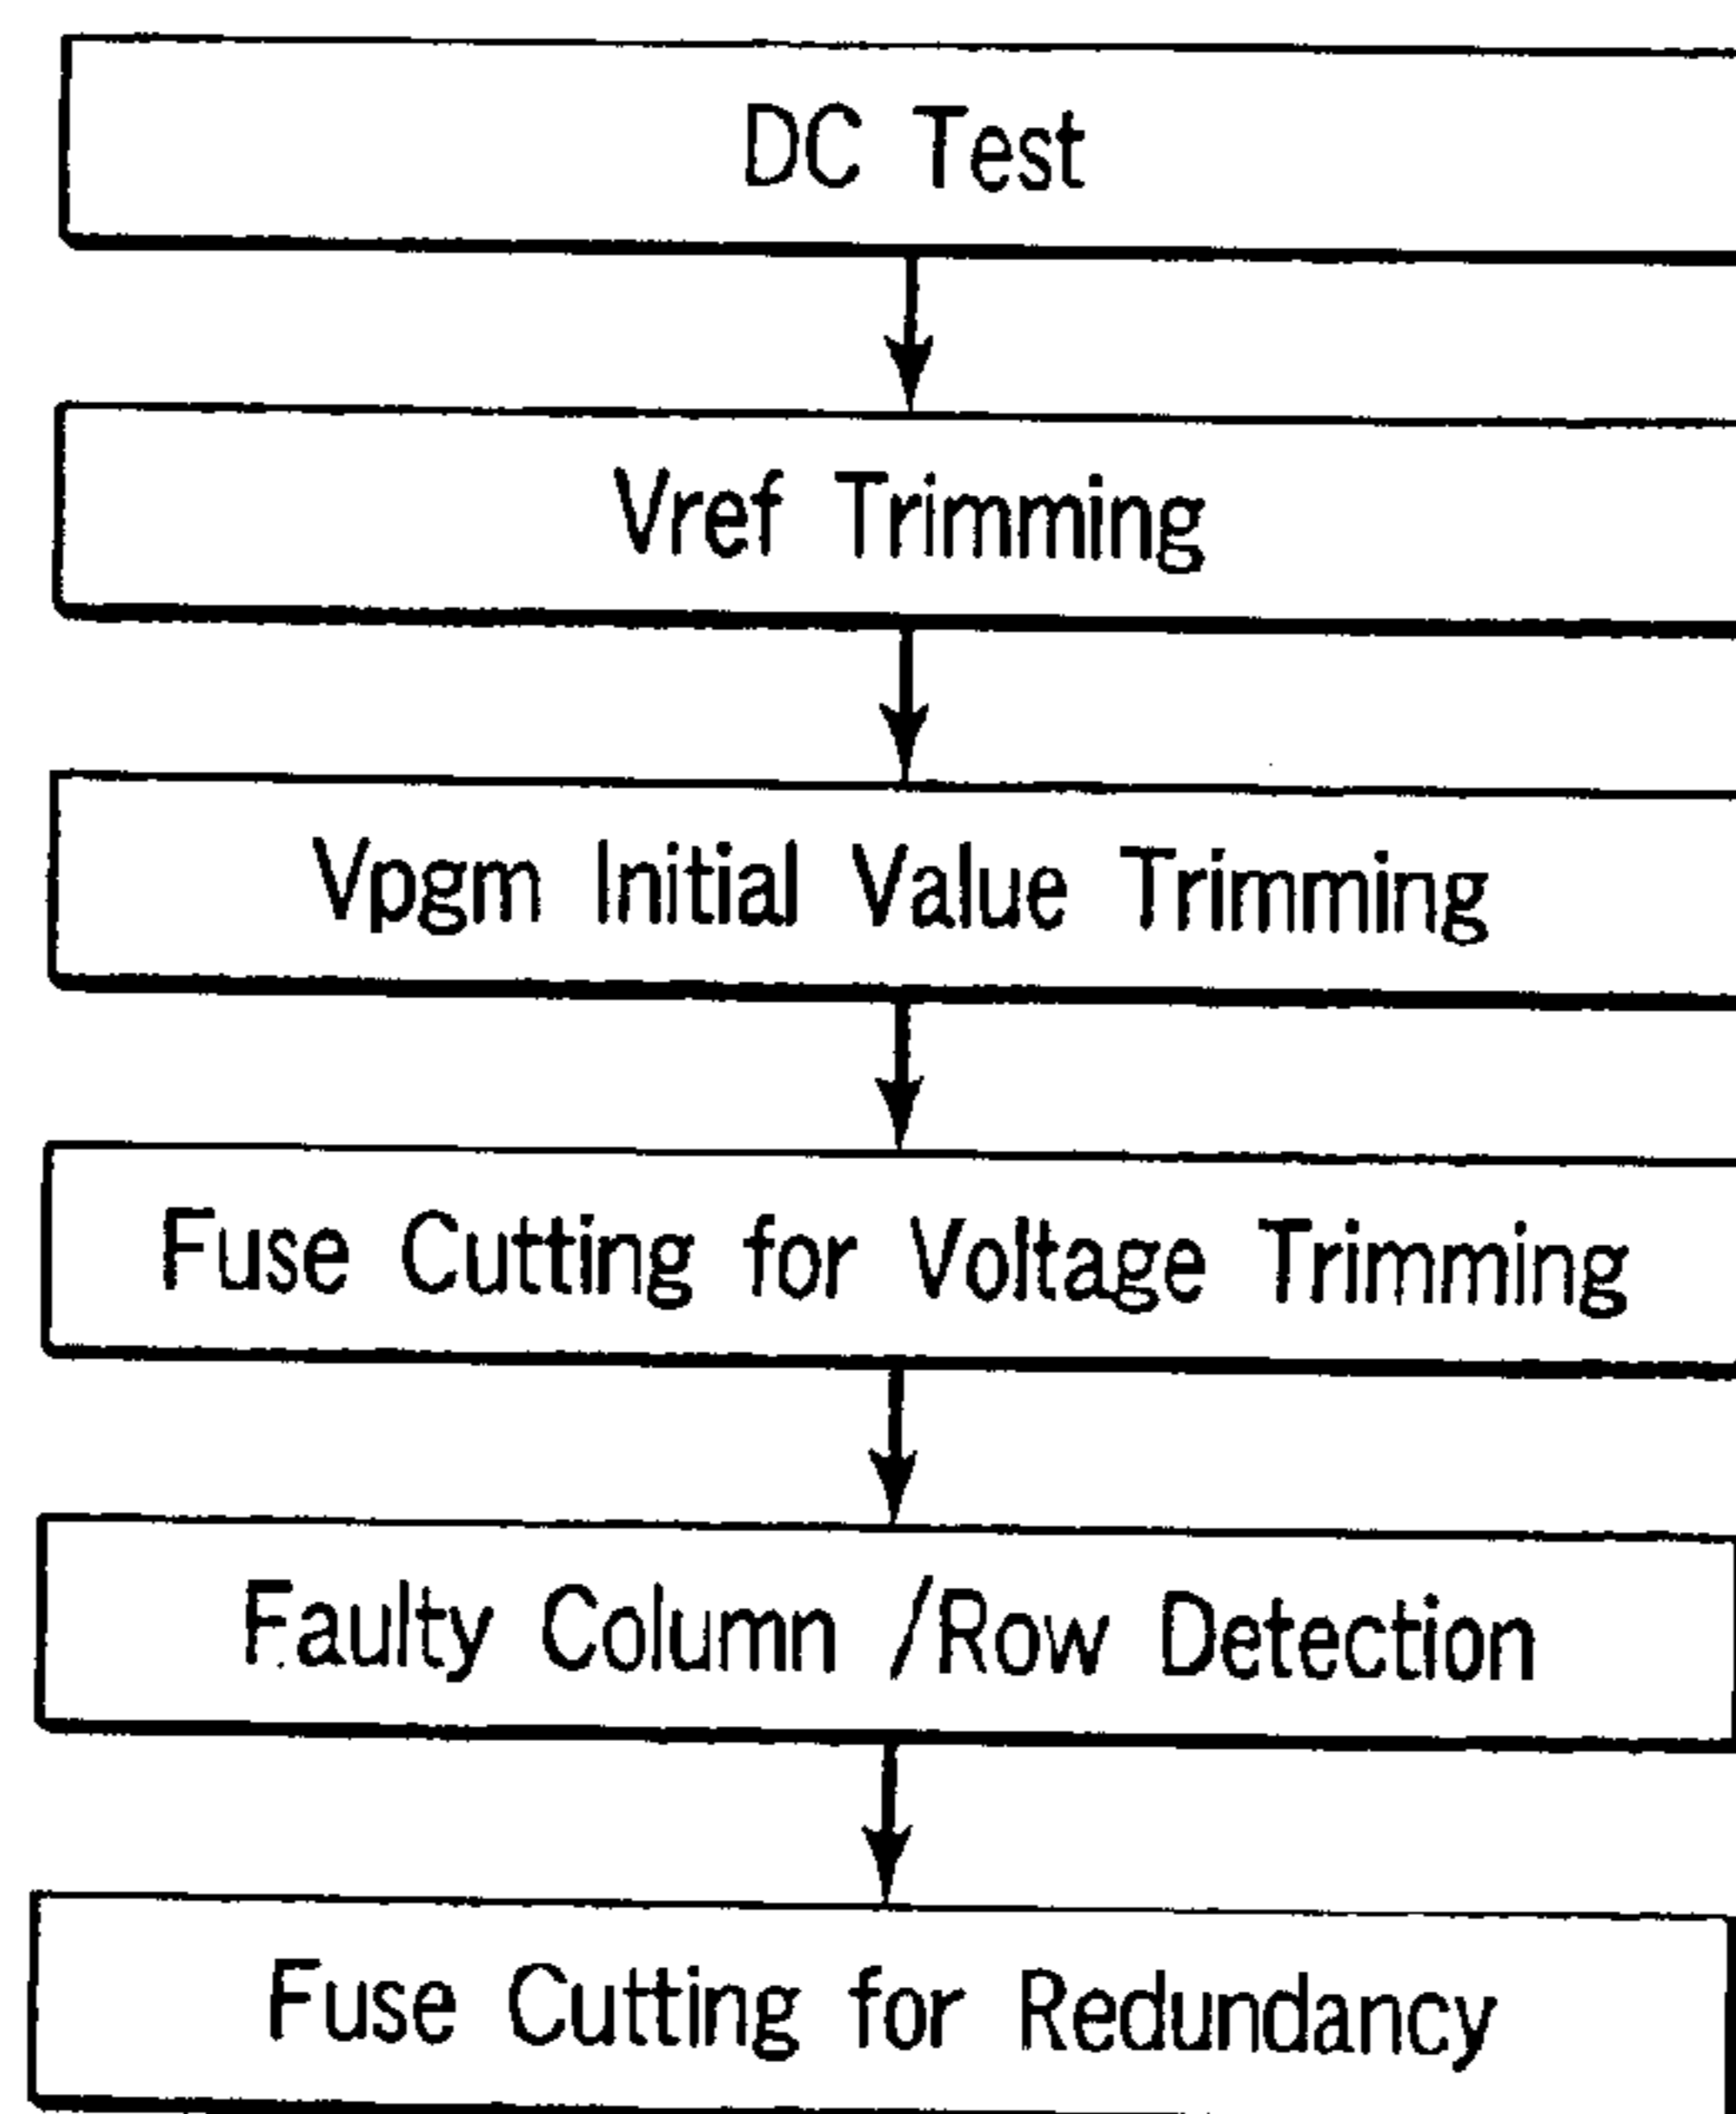 DC Test
Vref Trimming
Vpgm Initial Value Trimming
Fuse Cutting for Voltage Trimming
Faulty Column /Row Detection
Fuse Cutting for Redundancy